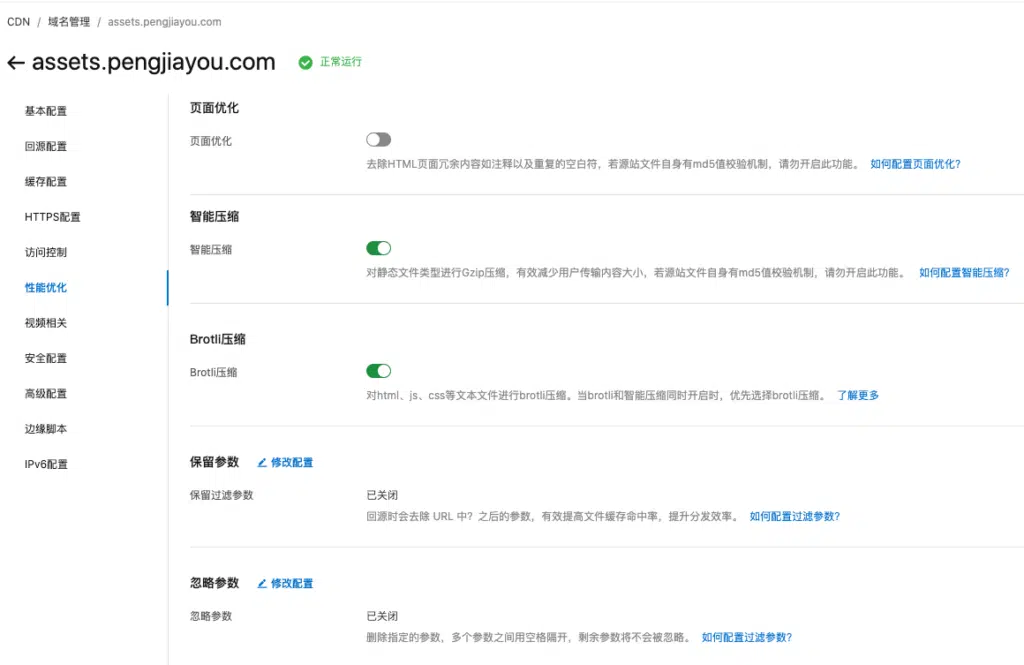 CDN / 域名管理 / assets.pengjiayou.com
← assets.pengjiayou.com 正常运行
基本配置
回源配置
缓存配置
HTTPS配置
访问控制
性能优化
视频相关
安全配置
高级配置
边缘脚本
IPv6配置
页面优化
页面优化
去除HTML页面冗余内容如注释以及重复的空白符，若源站文件自身有md5值校验机制，请勿开启此功能。 如何配置页面优化?
智能压缩
智能压缩
对静态文件类型进行Gzip压缩，有效减少用户传输内容大小，若源站文件自身有md5值校验机制，请勿开启此功能。 如何配置智能压缩?
Brotli压缩
Brotli压缩
对html、js、css等文本文件进行brotli压缩。当brotli和智能压缩同时开启时，优先选择brotli压缩。 了解更多
保留参数 修改配置
保留过滤参数 已关闭
回源时会去除 URL 中？之后的参数，有效提高文件缓存命中率，提升分发效率。 如何配置过滤参数?
忽略参数 修改配置
忽略参数 已关闭
删除指定的参数，多个参数之间用空格隔开，剩余参数将不会被忽略。 如何配置过滤参数?